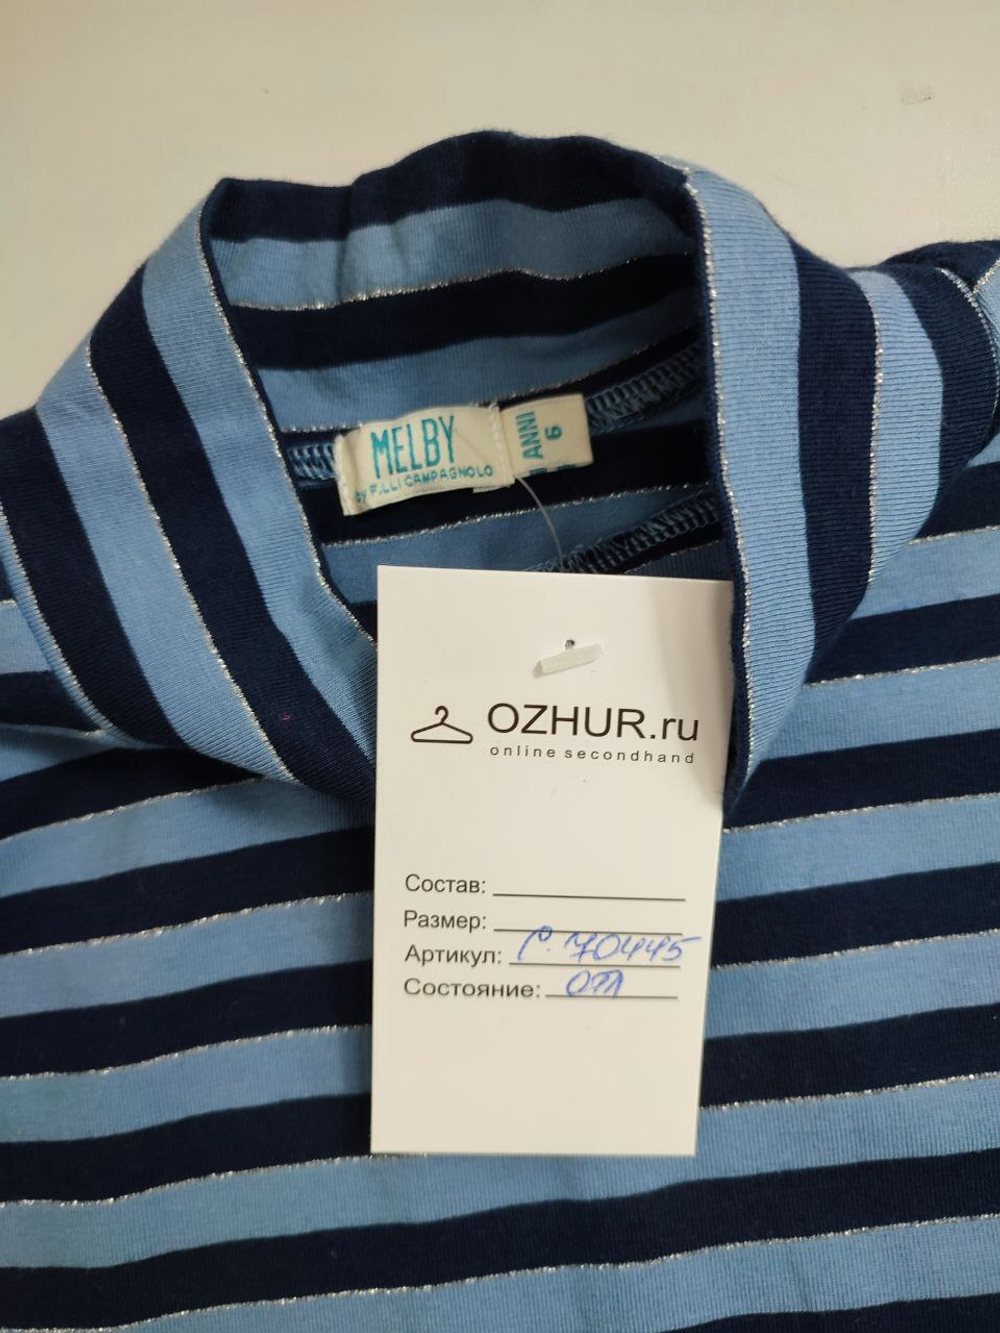 MELBY
by F.LLI CAMPAGNOLO
ANNI
6
OZHUR.ru
online secondhand
Состав:
Размер:
Артикул: С. 70445
Состояние: отл